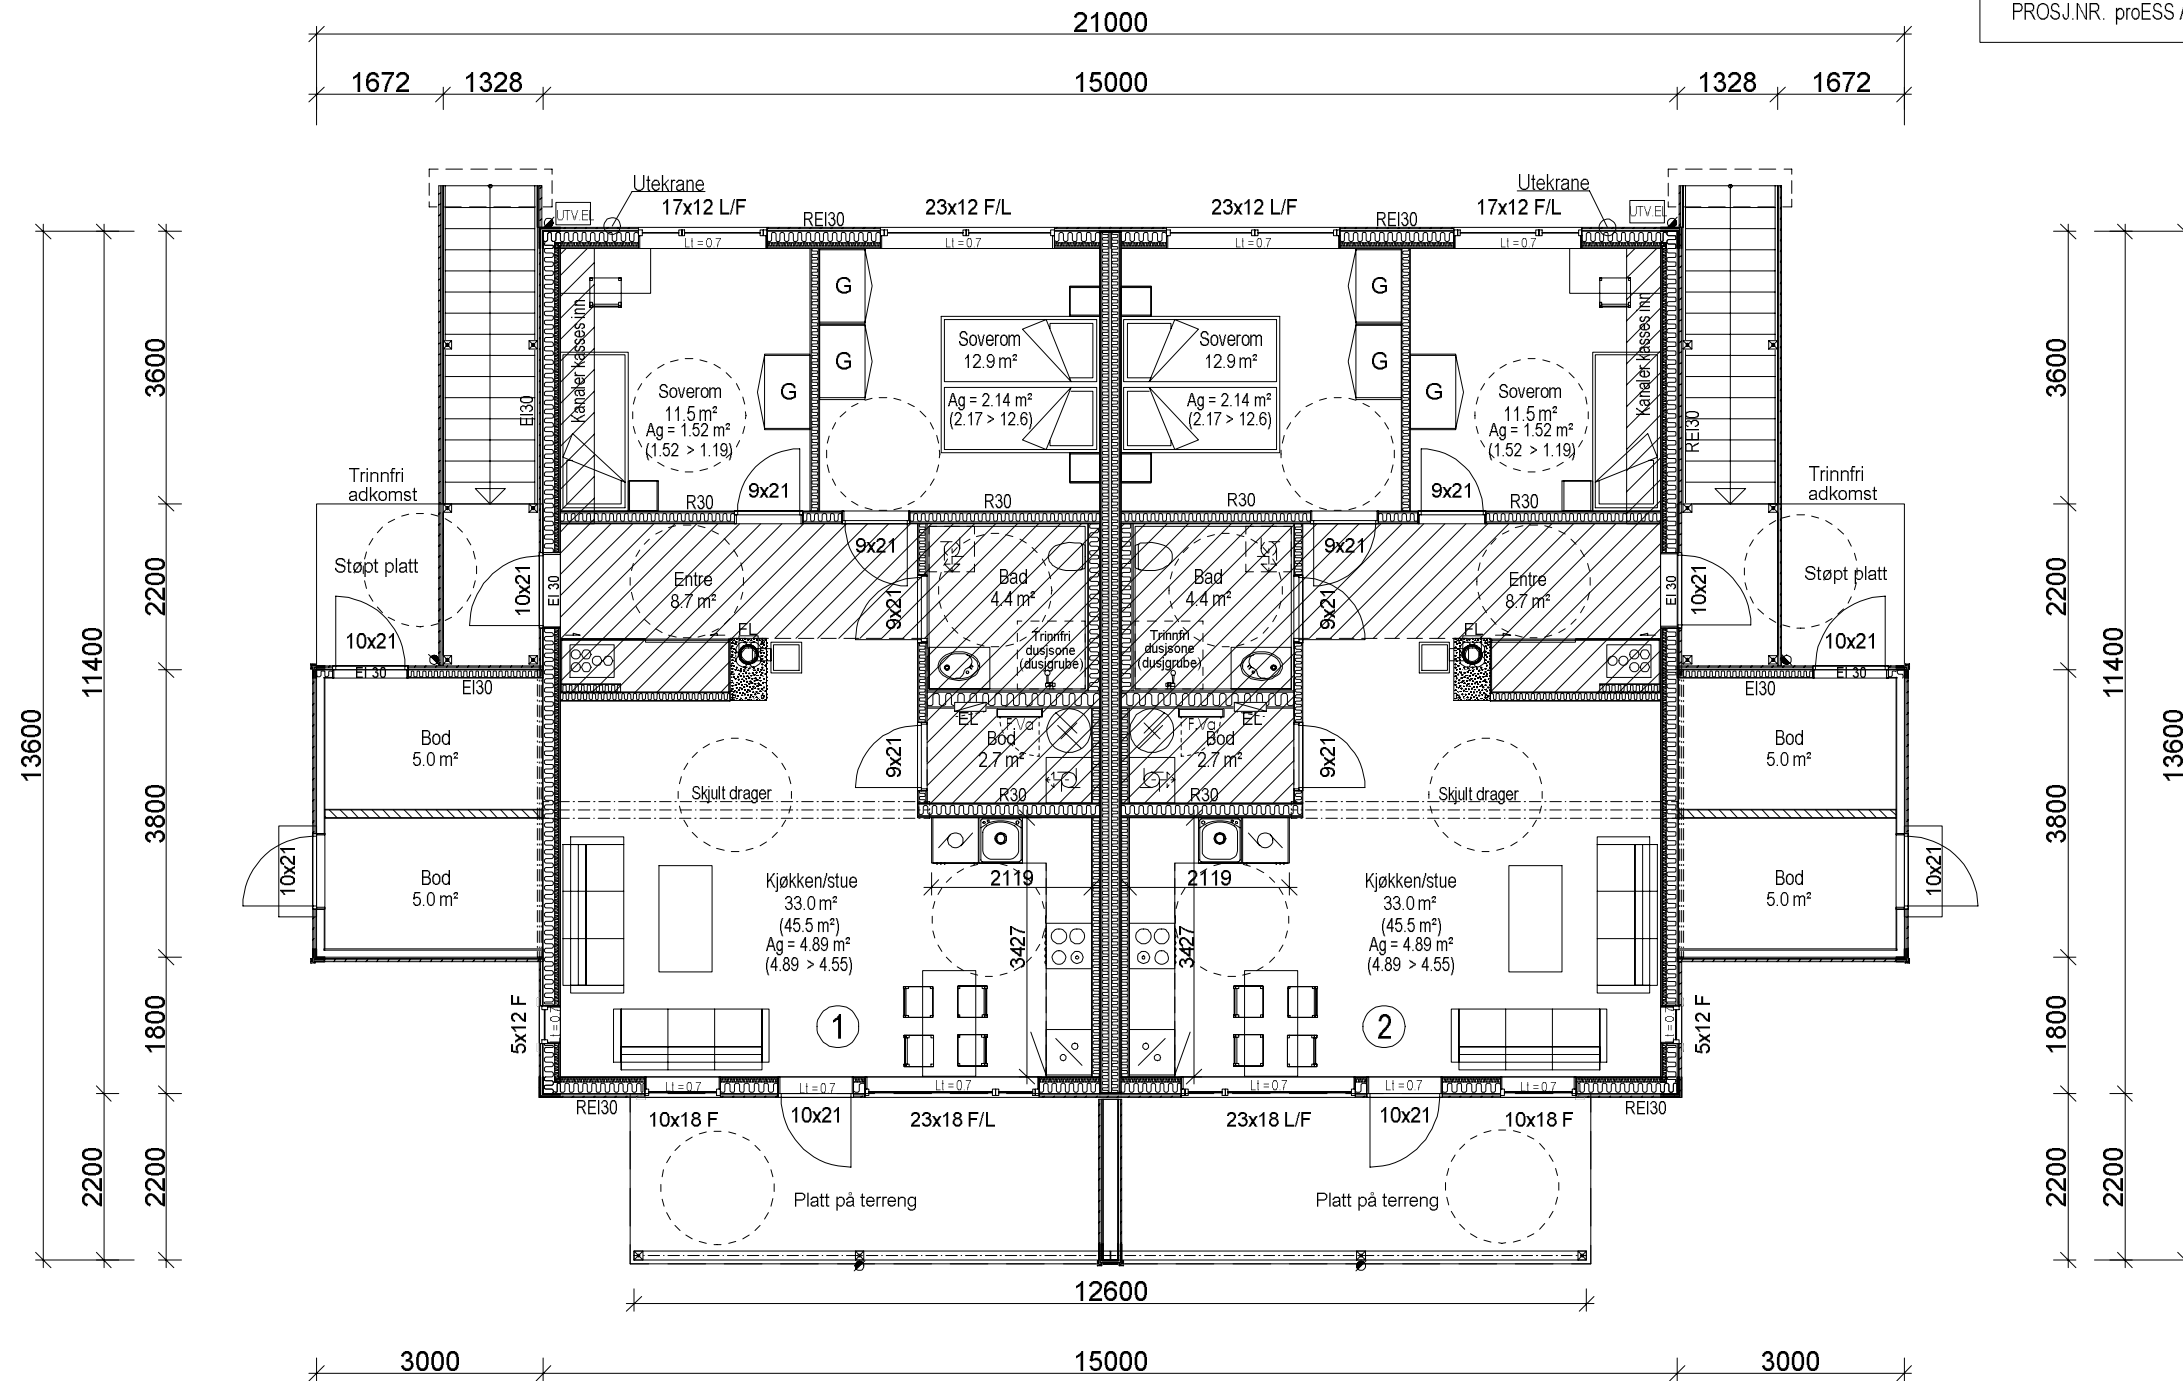 PROSJ.NR. proESS
21000
1672
1328
15000
1328
1672
Utekrane
Utekrane
UTV.EL
17x12 L/F
REI30
23x12 F/L
23x12 L/F
REI30
17x12 F/L
UTV.EL
Lt = 0.7
Lt = 0.7
Lt = 0.7
Lt = 0.7
13600
11400
2200
3600
2200
3800
1800
2200
3600
2200
3800
1800
2200
11400
2200
13600
Kanaler kasses inn
EI30
G
G
G
Soverom
11.5 m²
Ag = 1.52 m²
(1.52 > 1.19)
Soverom
12.9 m²
Ag = 2.14 m²
(2.17 > 12.6)
Soverom
12.9 m²
Ag = 2.14 m²
(2.17 > 12.6)
G
G
G
Soverom
11.5 m²
Ag = 1.52 m²
(1.52 > 1.19)
Kanaler kasses inn
REI30
Trinnfri
adkomst
Trinnfri
adkomst
9x21
R30
R30
R30
9x21
R30
Støpt platt
10x21
10x21
EI 30
Entre
8.7 m²
9x21
9x21
Bad
4.4 m²
Trinnfri
dusjsone
(dusjgrube)
Bad
4.4 m²
Trinnfri
dusjsone
(dusjgrube)
9x21
9x21
Entre
8.7 m²
EI 30
10x21
Støpt platt
10x21
EL
EL
EI 30
EI30
EI30
EI 30
Bod
5.0 m²
Bod
5.0 m²
10x21
EL
F.Va
Bod
2.7 m²
R30
9x21
EL
F.Va
Bod
2.7 m²
R30
9x21
Bod
5.0 m²
Bod
5.0 m²
10x21
Skjult drager
Skjult drager
2119
2119
3427
3427
Kjøkken/stue
33.0 m²
(45.5 m²)
Ag = 4.89 m²
(4.89 > 4.55)
Kjøkken/stue
33.0 m²
(45.5 m²)
Ag = 4.89 m²
(4.89 > 4.55)
1
2
5x12 F
5x12 F
Lt = 0.7
Lt = 0.7
Lt = 0.7
Lt = 0.7
Lt = 0.7
Lt = 0.7
REI30
10x18 F
10x21
23x18 F/L
23x18 L/F
10x21
10x18 F
REI30
Platt på terreng
Platt på terreng
12600
3000
15000
3000